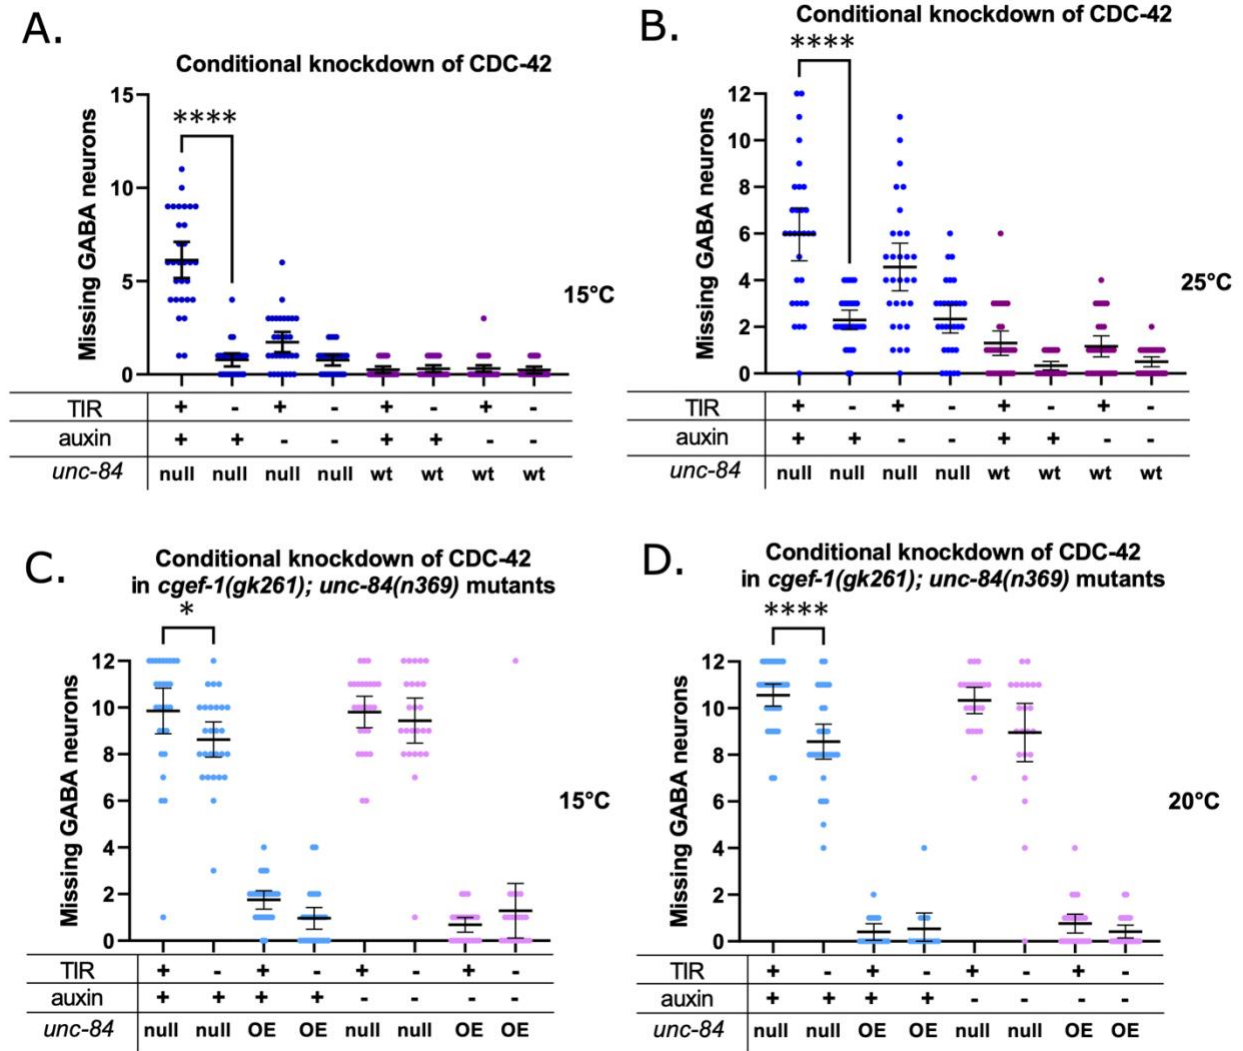 A.
Conditional knockdown of CDC-42
****
15
10
5
0
Missing GABA neurons
15°C
TIR + - + - + - + -
auxin + + - - + + - -
unc-84 null null null null wt wt wt wt
B.
Conditional knockdown of CDC-42
****
12
10
8
6
4
2
0
Missing GABA neurons
25°C
TIR + - + - + - + -
auxin + + - - + + - -
unc-84 null null null null wt wt wt wt
C.
Conditional knockdown of CDC-42
in cgef-1(gk261); unc-84(n369) mutants
*
12
10
8
6
4
2
0
Missing GABA neurons
15°C
TIR + - + - + - + -
auxin + + + + - - - -
unc-84 null null OE OE null null OE OE
D.
Conditional knockdown of CDC-42
in cgef-1(gk261); unc-84(n369) mutants
****
12
10
8
6
4
2
0
Missing GABA neurons
20°C
TIR + - + - + - + -
auxin + + + + - - - -
unc-84 null null OE OE null null OE OE